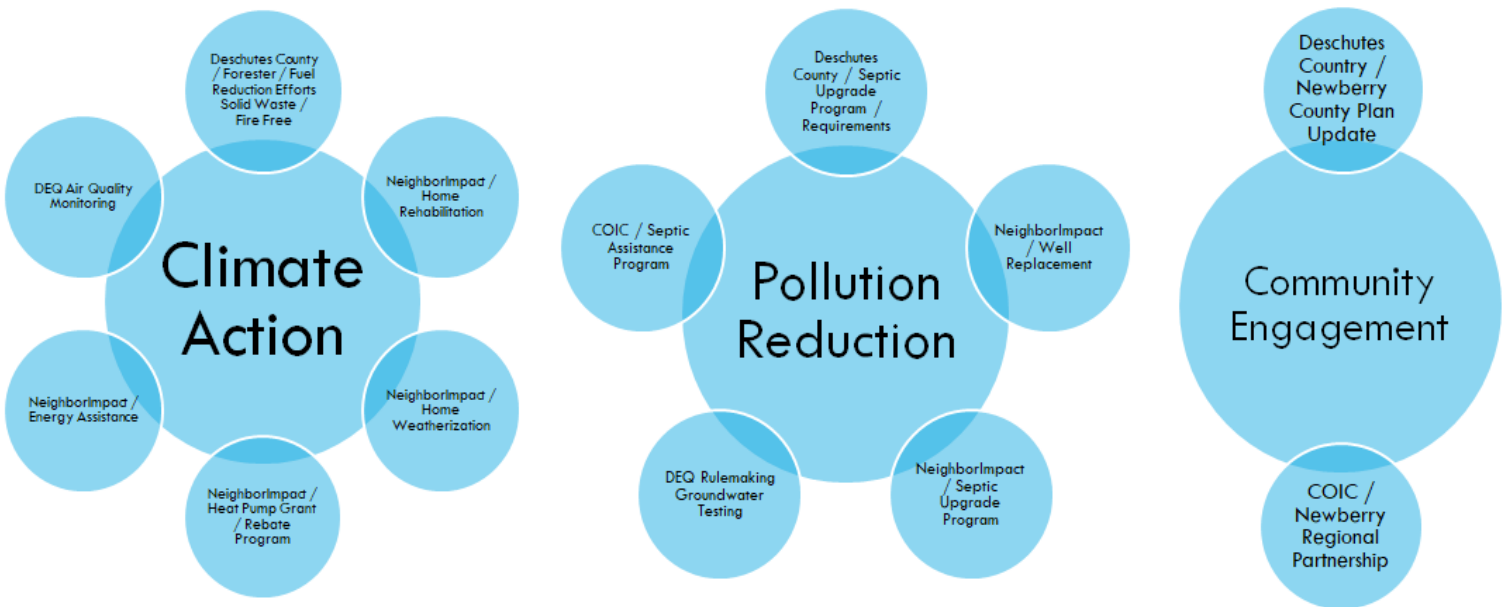 Climate
Action
Deschutes County
/ Forester / Fuel
Reduction Efforts
Solid Waste /
Fire Free
NeighborImpact /
Home
Rehabilitation
NeighborImpact /
Home
Weatherization
NeighborImpact /
Heat Pump Grant
/ Rebate
Program
NeighborImpact /
Energy Assistance
DEQ Air Quality
Monitoring
Pollution
Reduction
Deschutes
County / Septic
Upgrade
Program /
Requirements
NeighborImpact
/ Well
Replacement
NeighborImpact
/ Septic
Upgrade
Program
DEQ Rulemaking
Groundwater
Testing
COIC / Septic
Assistance
Program
Community
Engagement
Deschutes
Country /
Newberry
County Plan
Update
COIC /
Newberry
Regional
Partnership